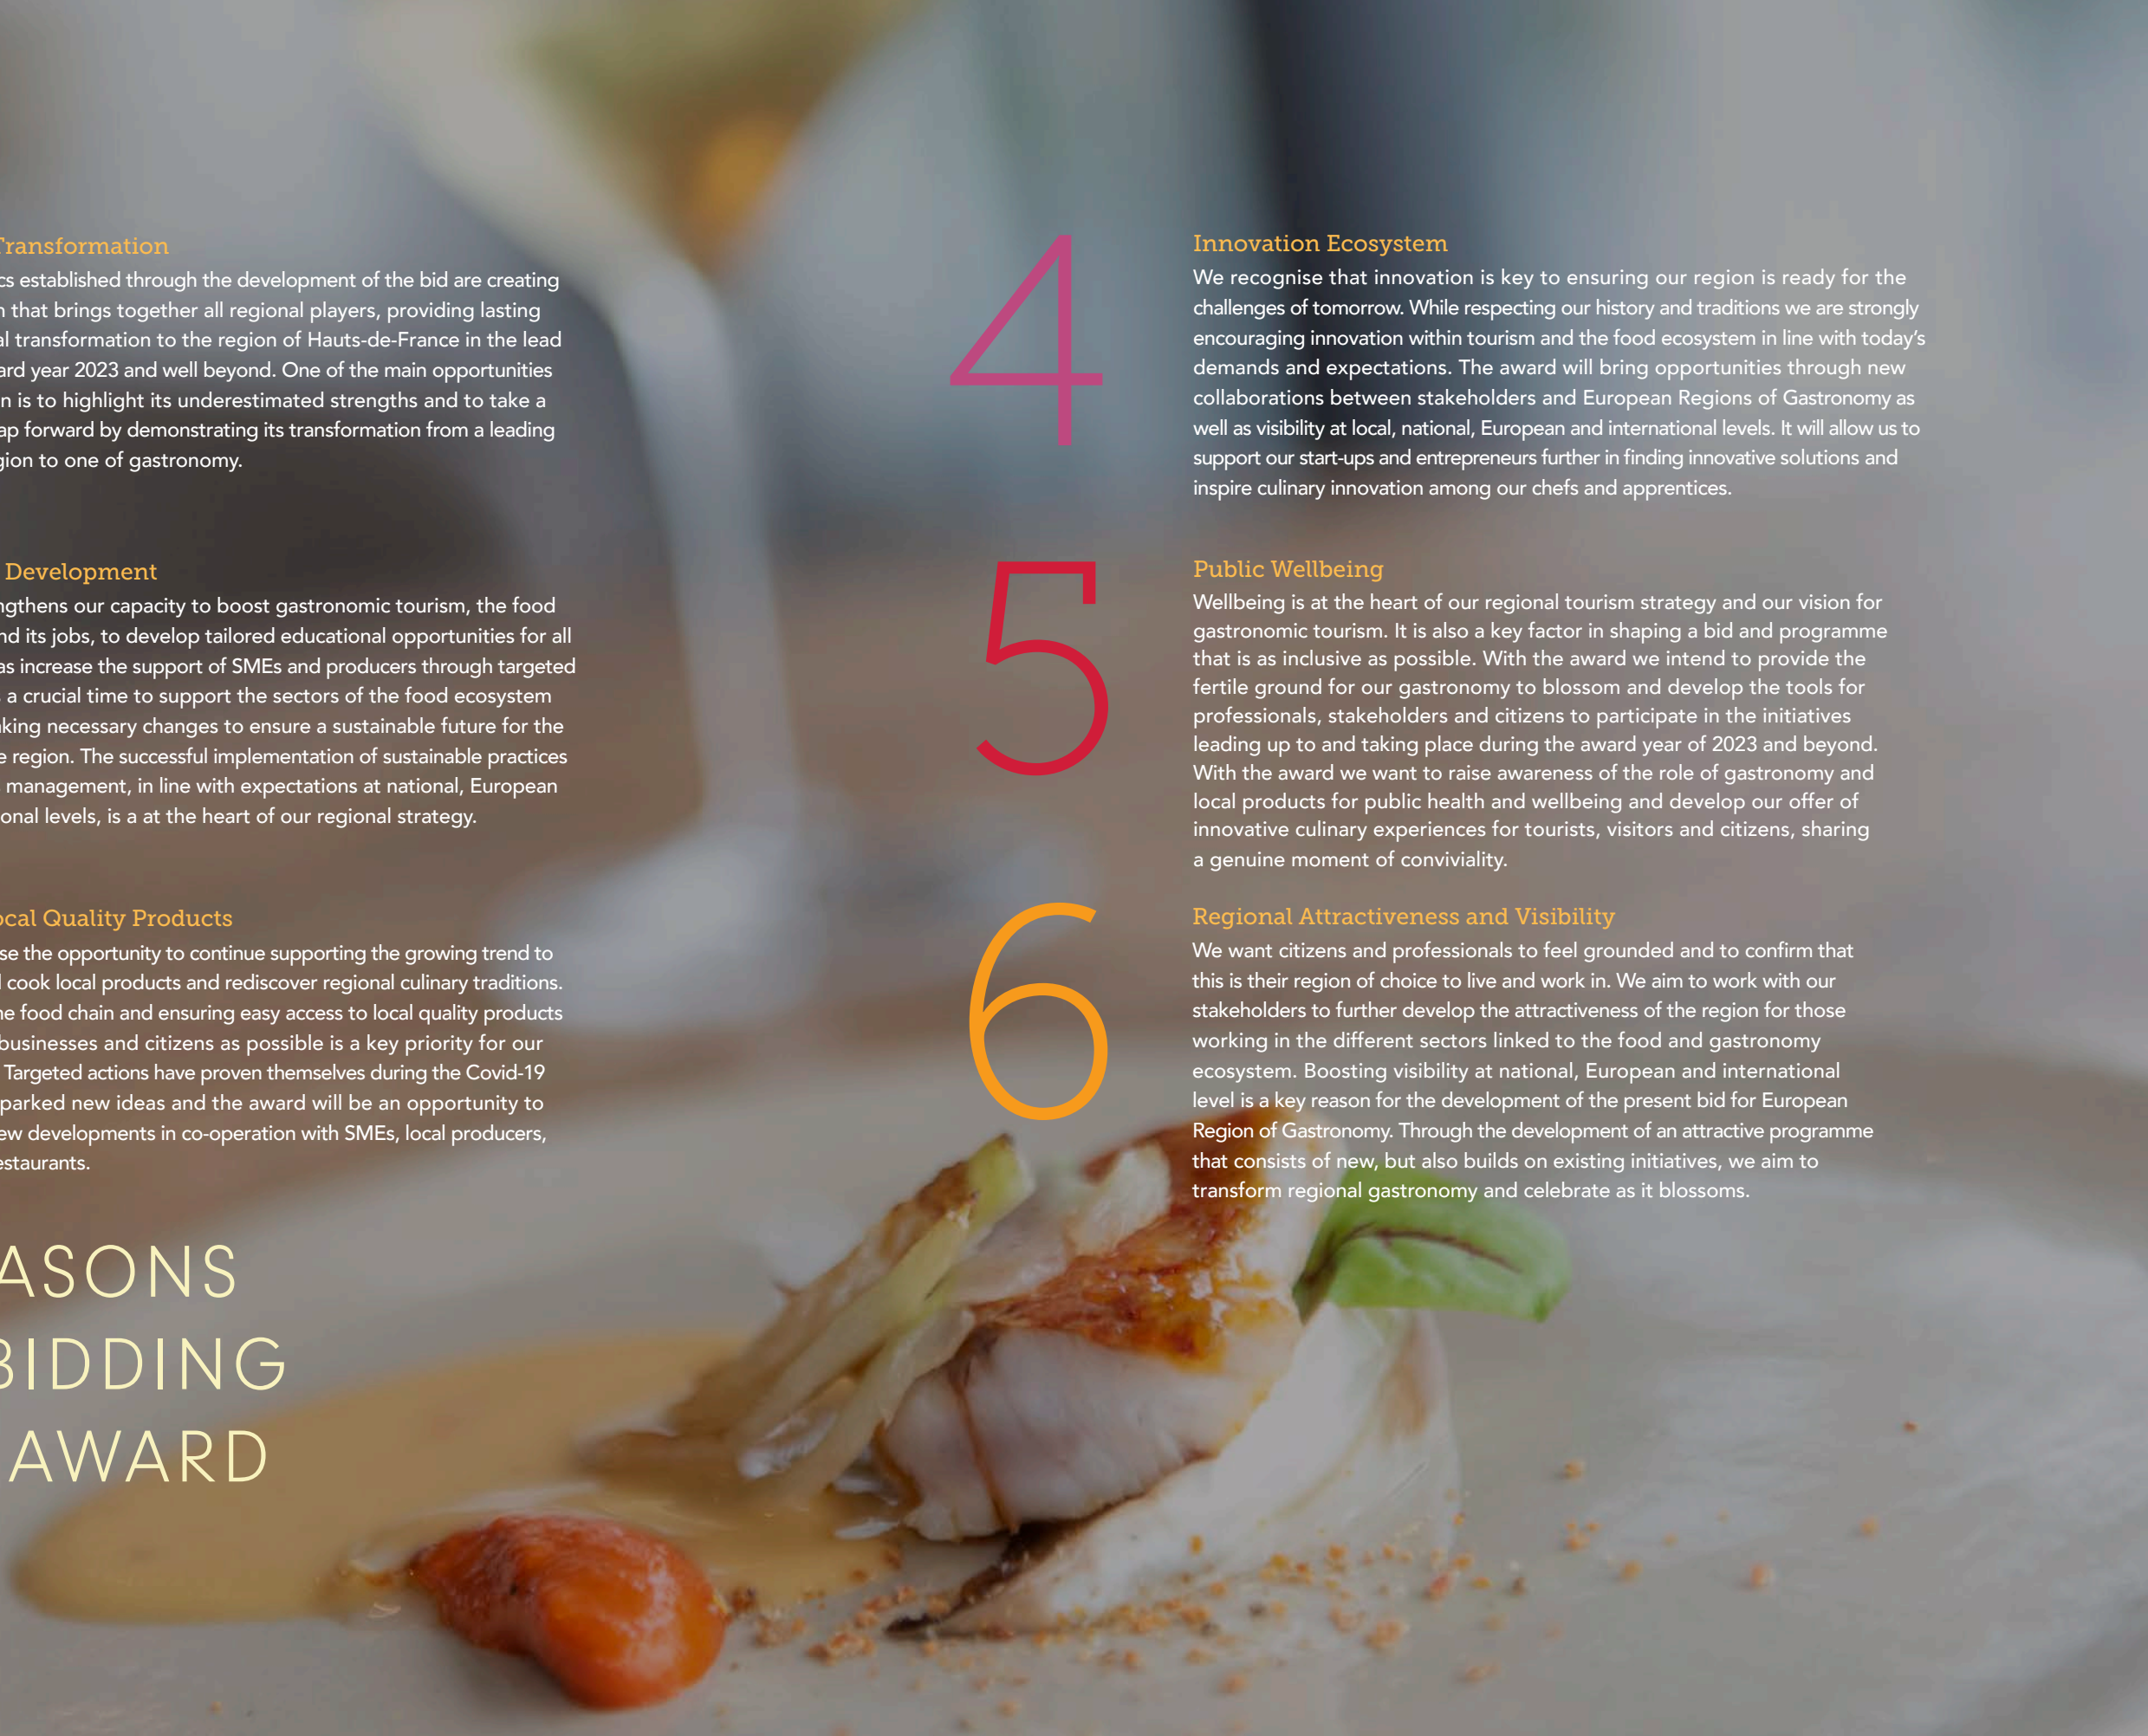 Transformation
established through the development of the bid are creating
that brings together all regional players, providing lasting
transformation to the region of Hauts-de-France in the lead
year 2023 and well beyond. One of the main opportunities
is to highlight its underestimated strengths and to take a
forward by demonstrating its transformation from a leading
to one of gastronomy.
Development
our capacity to boost gastronomic tourism, the food
its jobs, to develop tailored educational opportunities for all
as increase the support of SMEs and producers through targeted
a crucial time to support the sectors of the food ecosystem
necessary changes to ensure a sustainable future for the
region. The successful implementation of sustainable practices
management, in line with expectations at national, European
levels, is a at the heart of our regional strategy.
Quality Products
the opportunity to continue supporting the growing trend to
cook local products and rediscover regional culinary traditions.
food chain and ensuring easy access to local quality products
businesses and citizens as possible is a key priority for our
Targeted actions have proven themselves during the Covid-19
new ideas and the award will be an opportunity to
developments in co-operation with SMEs, local producers,
BIDDING
AWARD
4
Innovation Ecosystem
We recognise that innovation is key to ensuring our region is ready for the
challenges of tomorrow. While respecting our history and traditions we are strongly
encouraging innovation within tourism and the food ecosystem in line with today's
demands and expectations. The award will bring opportunities through new
collaborations between stakeholders and European Regions of Gastronomy as
well as visibility at local, national, European and international levels. It will allow us to
support our start-ups and entrepreneurs further in finding innovative solutions and
inspire culinary innovation among our chefs and apprentices.
5
Public Wellbeing
Wellbeing is at the heart of our regional tourism strategy and our vision for
gastronomic tourism. It is also a key factor in shaping a bid and programme
that is as inclusive as possible. With the award we intend to provide the
fertile ground for our gastronomy to blossom and develop the tools for
professionals, stakeholders and citizens to participate in the initiatives
leading up to and taking place during the award year of 2023 and beyond.
With the award we want to raise awareness of the role of gastronomy and
local products for public health and wellbeing and develop our offer of
innovative culinary experiences for tourists, visitors and citizens, sharing
a genuine moment of conviviality.
6
Regional Attractiveness and Visibility
We want citizens and professionals to feel grounded and to confirm that
this is their region of choice to live and work in. We aim to work with our
stakeholders to further develop the attractiveness of the region for those
working in the different sectors linked to the food and gastronomy
ecosystem. Boosting visibility at national, European and international
level is a key reason for the development of the present bid for European
Region of Gastronomy. Through the development of an attractive programme
that consists of new, but also builds on existing initiatives, we aim to
transform regional gastronomy and celebrate as it blossoms.